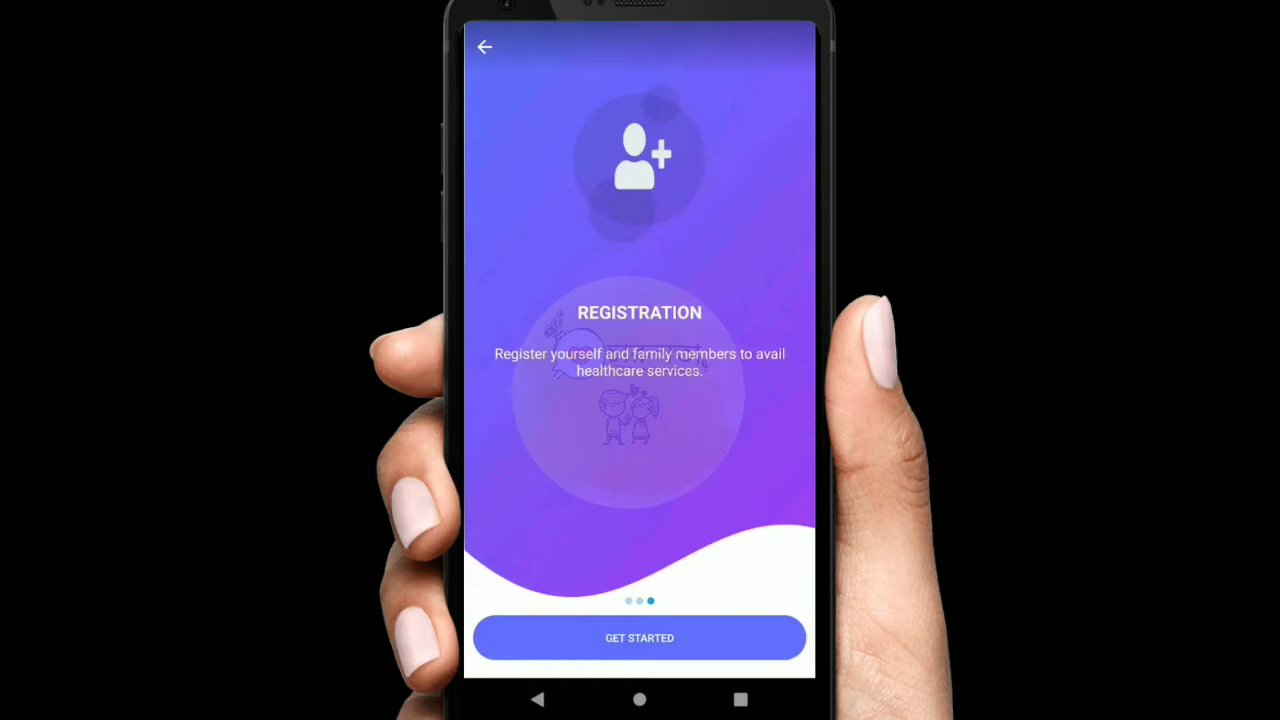 REGISTRATION
Register yourself and family members to avail
healthcare services.
GET STARTED